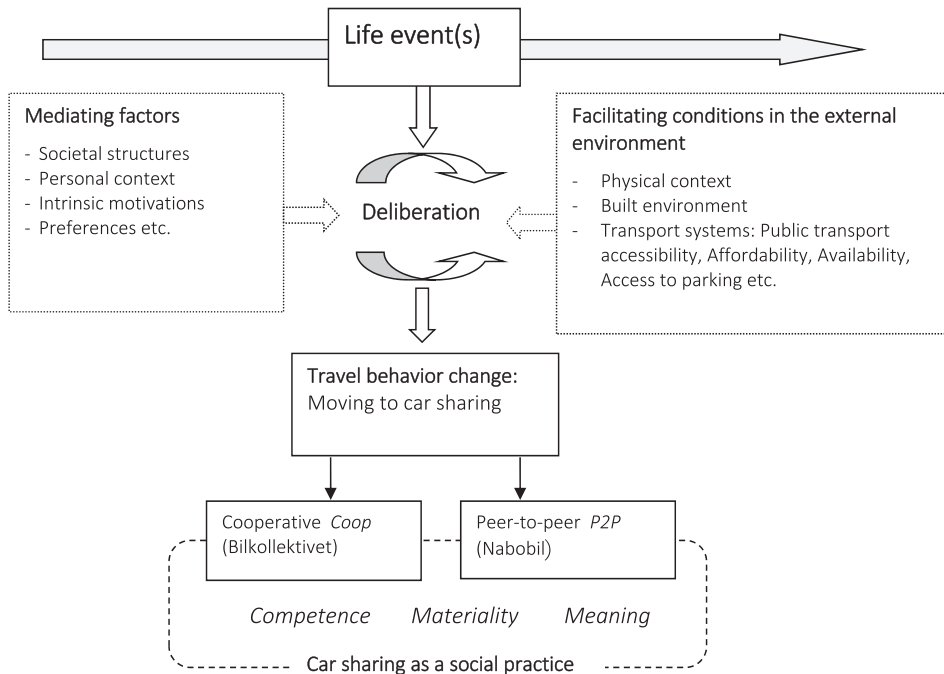 Life event(s)
Mediating factors
- Societal structures
- Personal context
- Intrinsic motivations
- Preferences etc.
Facilitating conditions in the external
environment
- Physical context
- Built environment
- Transport systems: Public transport
accessibility, Affordability, Availability,
Access to parking etc.
Deliberation
Travel behavior change:
Moving to car sharing
Cooperative Coop
(Bilkollektivet)
Peer-to-peer P2P
(Nabobil)
Competence Materiality Meaning
Car sharing as a social practice